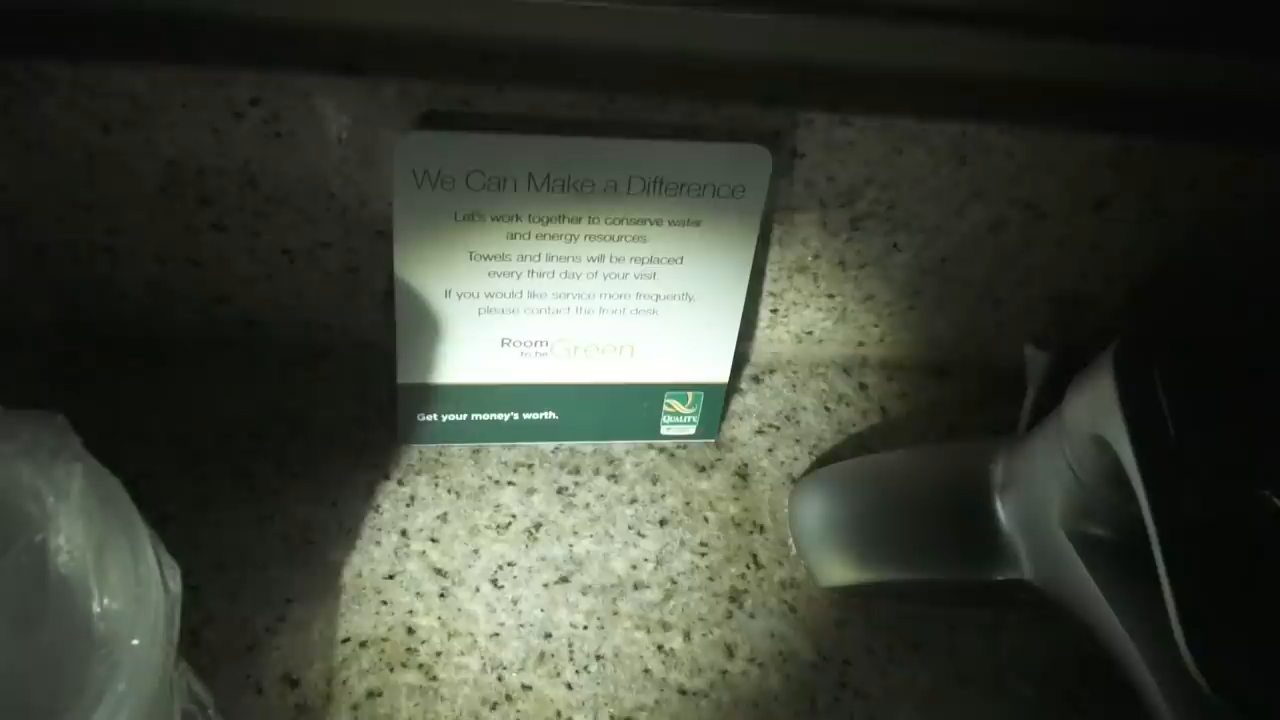 We Can Make a Difference
Let's work together to conserve water
and energy resources.
Towels and linens will be replaced
every third day of your visit.
If you would like service more frequently,
please contact the front desk.
Room
to be Green
Get your money's worth.
QUALITY